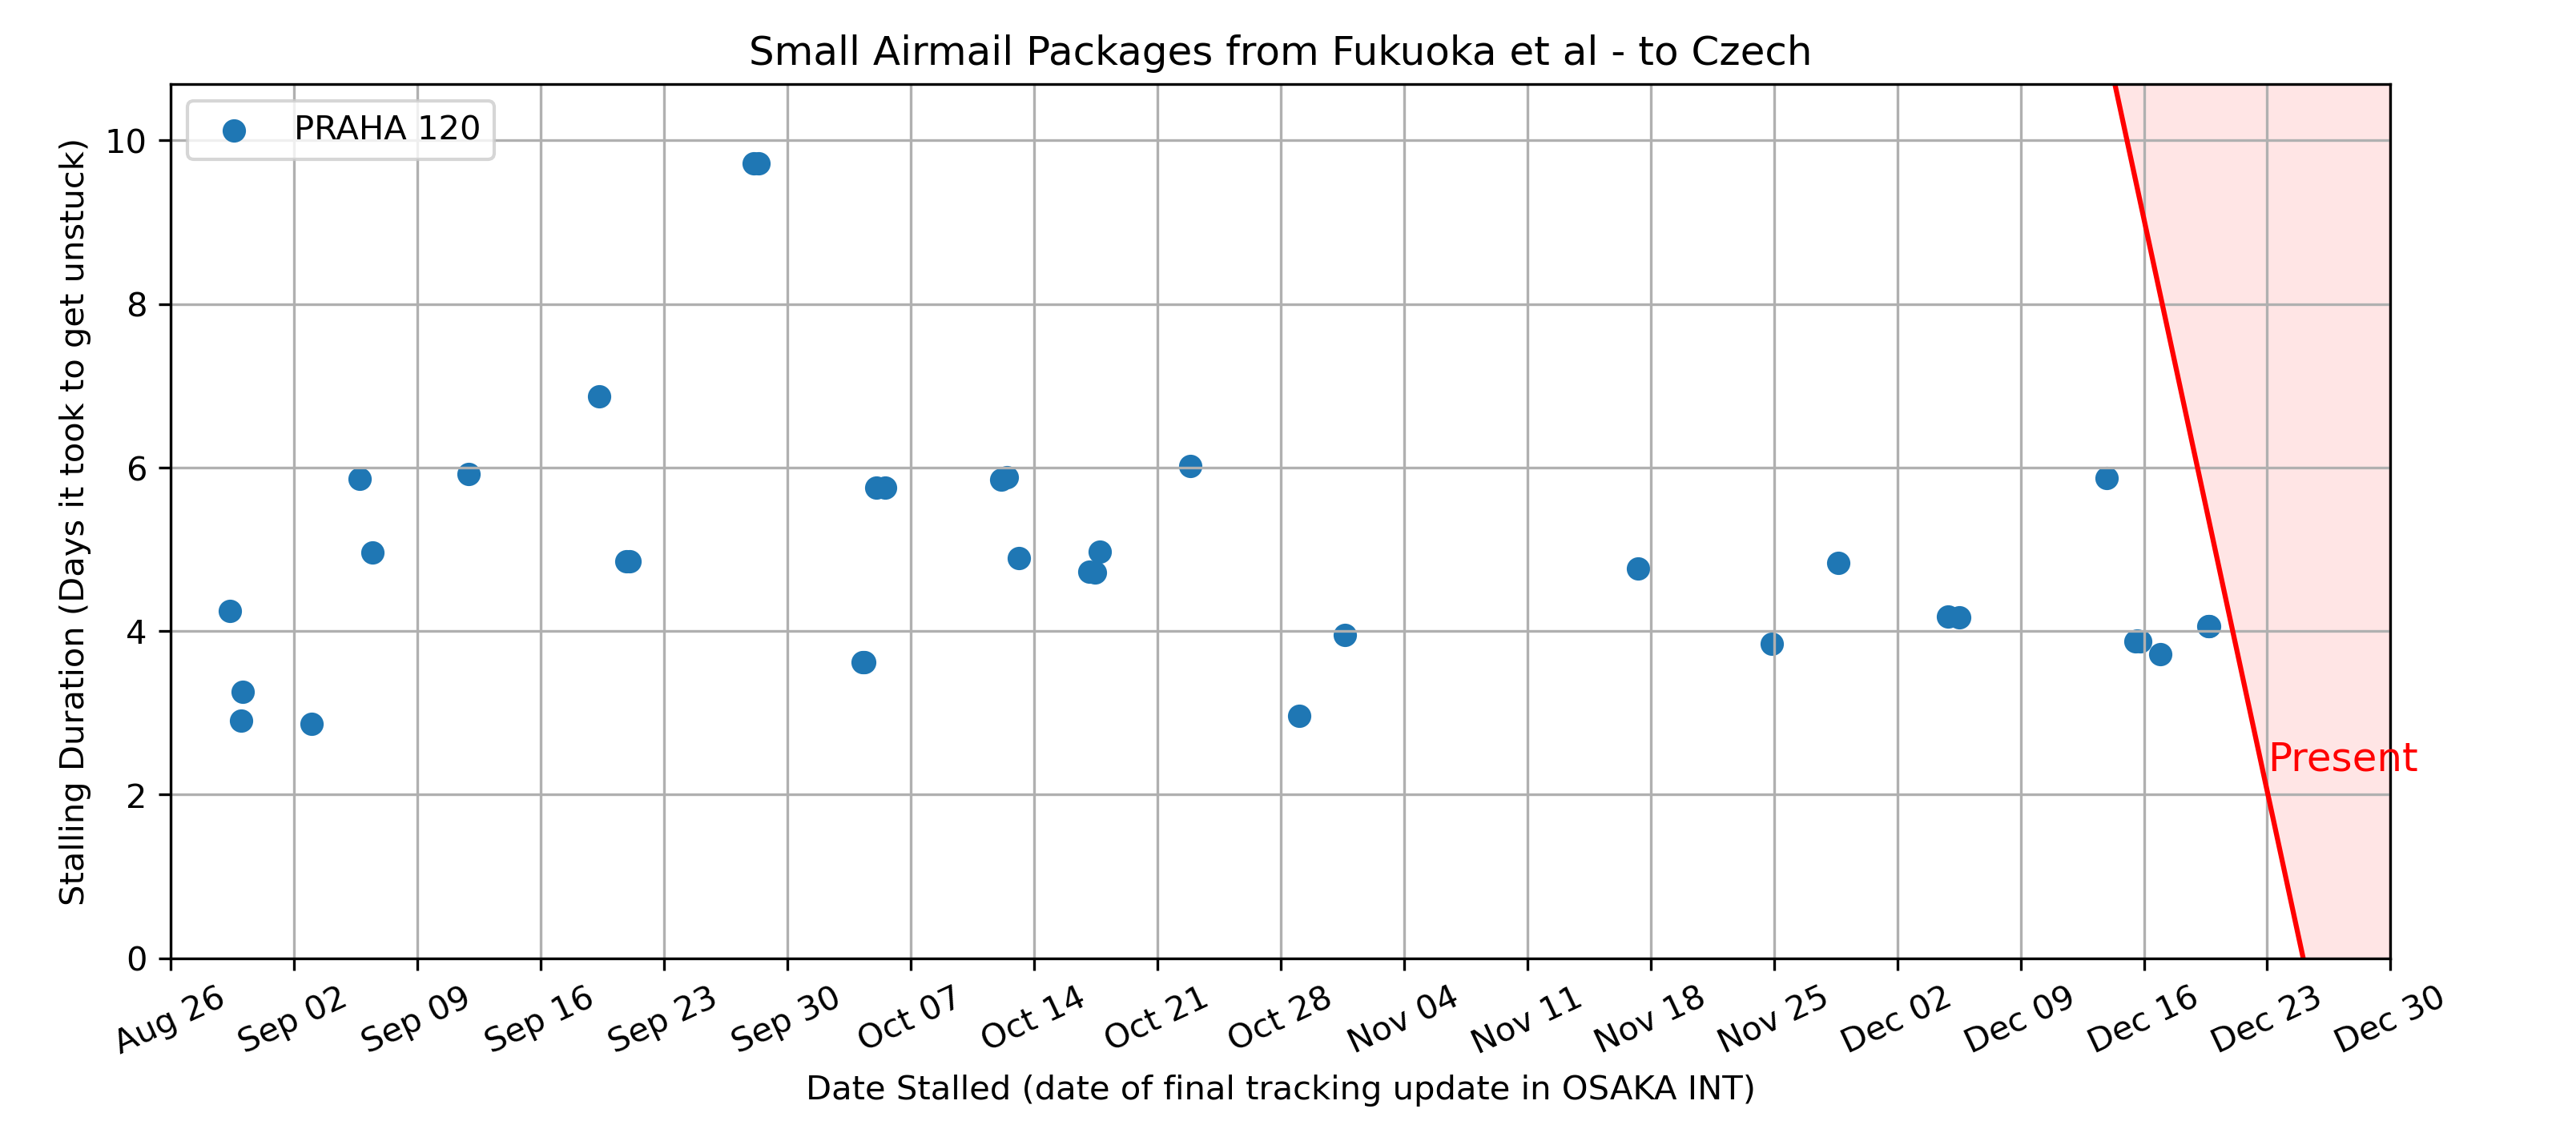 Small Airmail Packages from Fukuoka et al - to Czech
PRAHA 120
Stalling Duration (Days it took to get unstuck)
10
8
6
4
2
0
Present
Aug 26
Sep 02
Sep 09
Sep 16
Sep 23
Sep 30
Oct 07
Oct 14
Oct 21
Oct 28
Nov 04
Nov 11
Nov 18
Nov 25
Dec 02
Dec 09
Dec 16
Dec 23
Dec 30
Date Stalled (date of final tracking update in OSAKA INT)